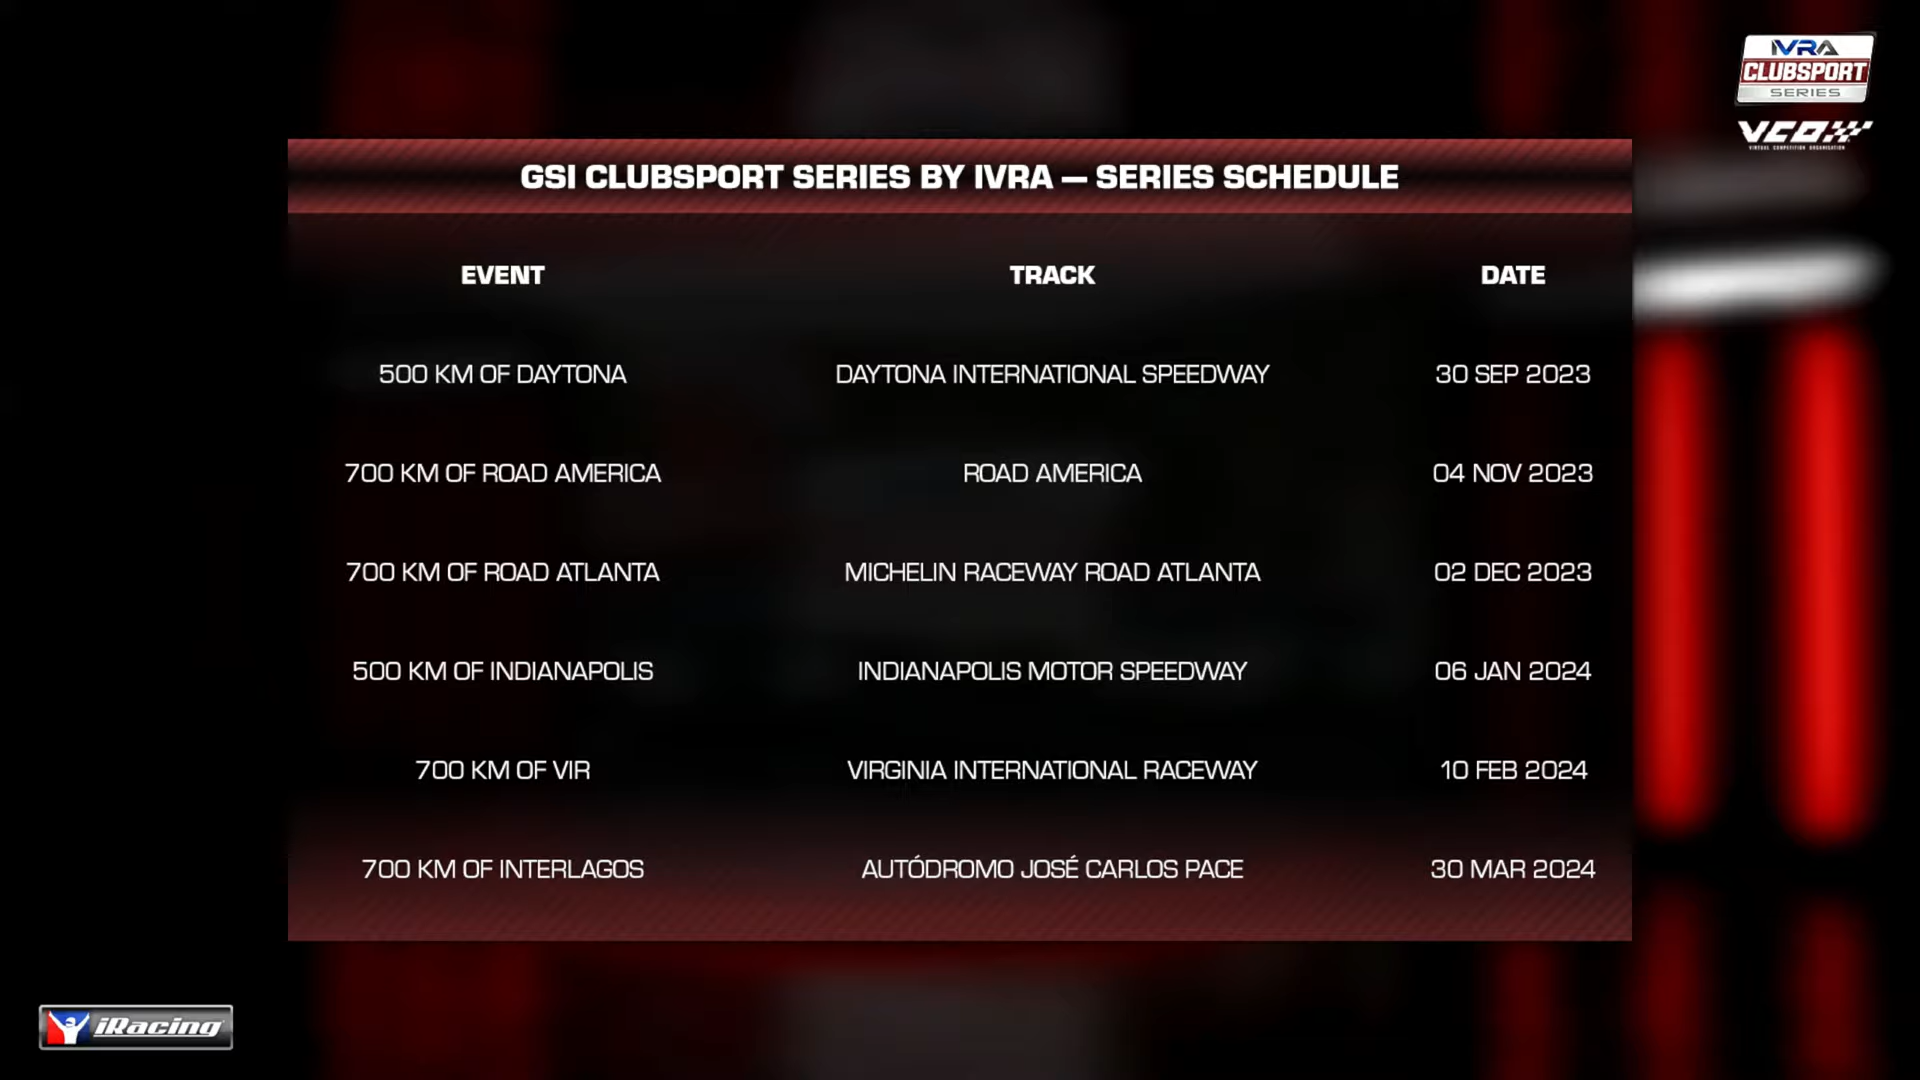 IVRA
CLUBSPORT
SERIES
VCO
VIRTUAL COMPETITION ORGANISATION
GSI CLUBSPORT SERIES BY IVRA – SERIES SCHEDULE
EVENT TRACK DATE
500 KM OF DAYTONA DAYTONA INTERNATIONAL SPEEDWAY 30 SEP 2023
700 KM OF ROAD AMERICA ROAD AMERICA 04 NOV 2023
700 KM OF ROAD ATLANTA MICHELIN RACEWAY ROAD ATLANTA 02 DEC 2023
500 KM OF INDIANAPOLIS INDIANAPOLIS MOTOR SPEEDWAY 06 JAN 2024
700 KM OF VIR VIRGINIA INTERNATIONAL RACEWAY 10 FEB 2024
700 KM OF INTERLAGOS AUTÓDROMO JOSÉ CARLOS PACE 30 MAR 2024
iRacing